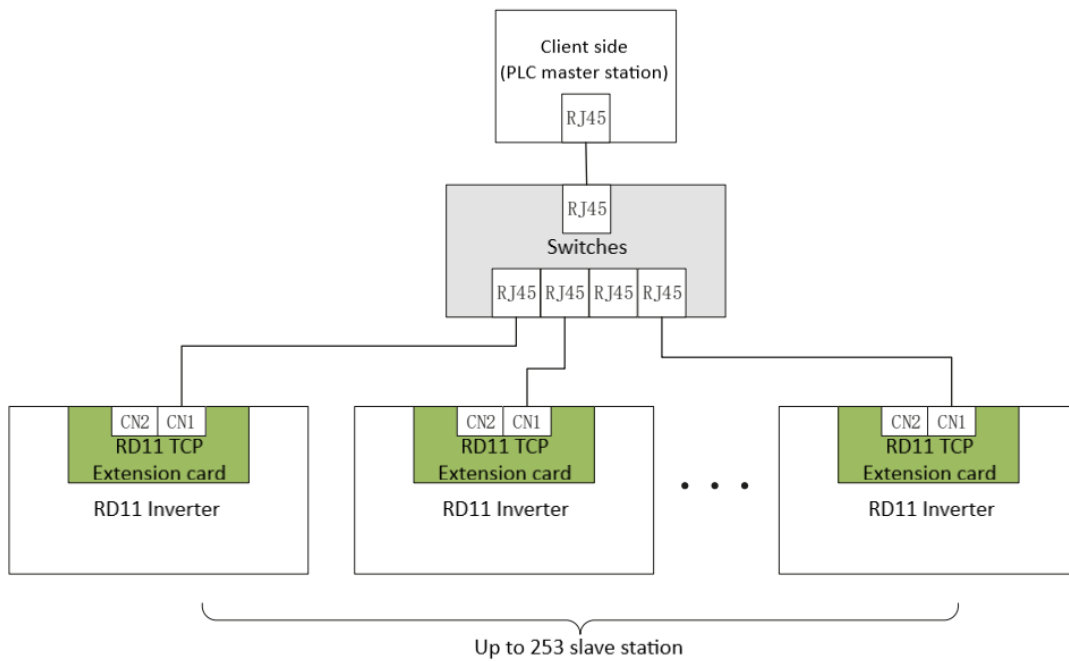 Client side
(PLC master station)
RJ45
RJ45
Switches
RJ45 RJ45 RJ45 RJ45
CN2 CN1
RD11 TCP
Extension card
RD11 Inverter
CN2 CN1
RD11 TCP
Extension card
RD11 Inverter
• • •
CN2 CN1
RD11 TCP
Extension card
RD11 Inverter
Up to 253 slave station